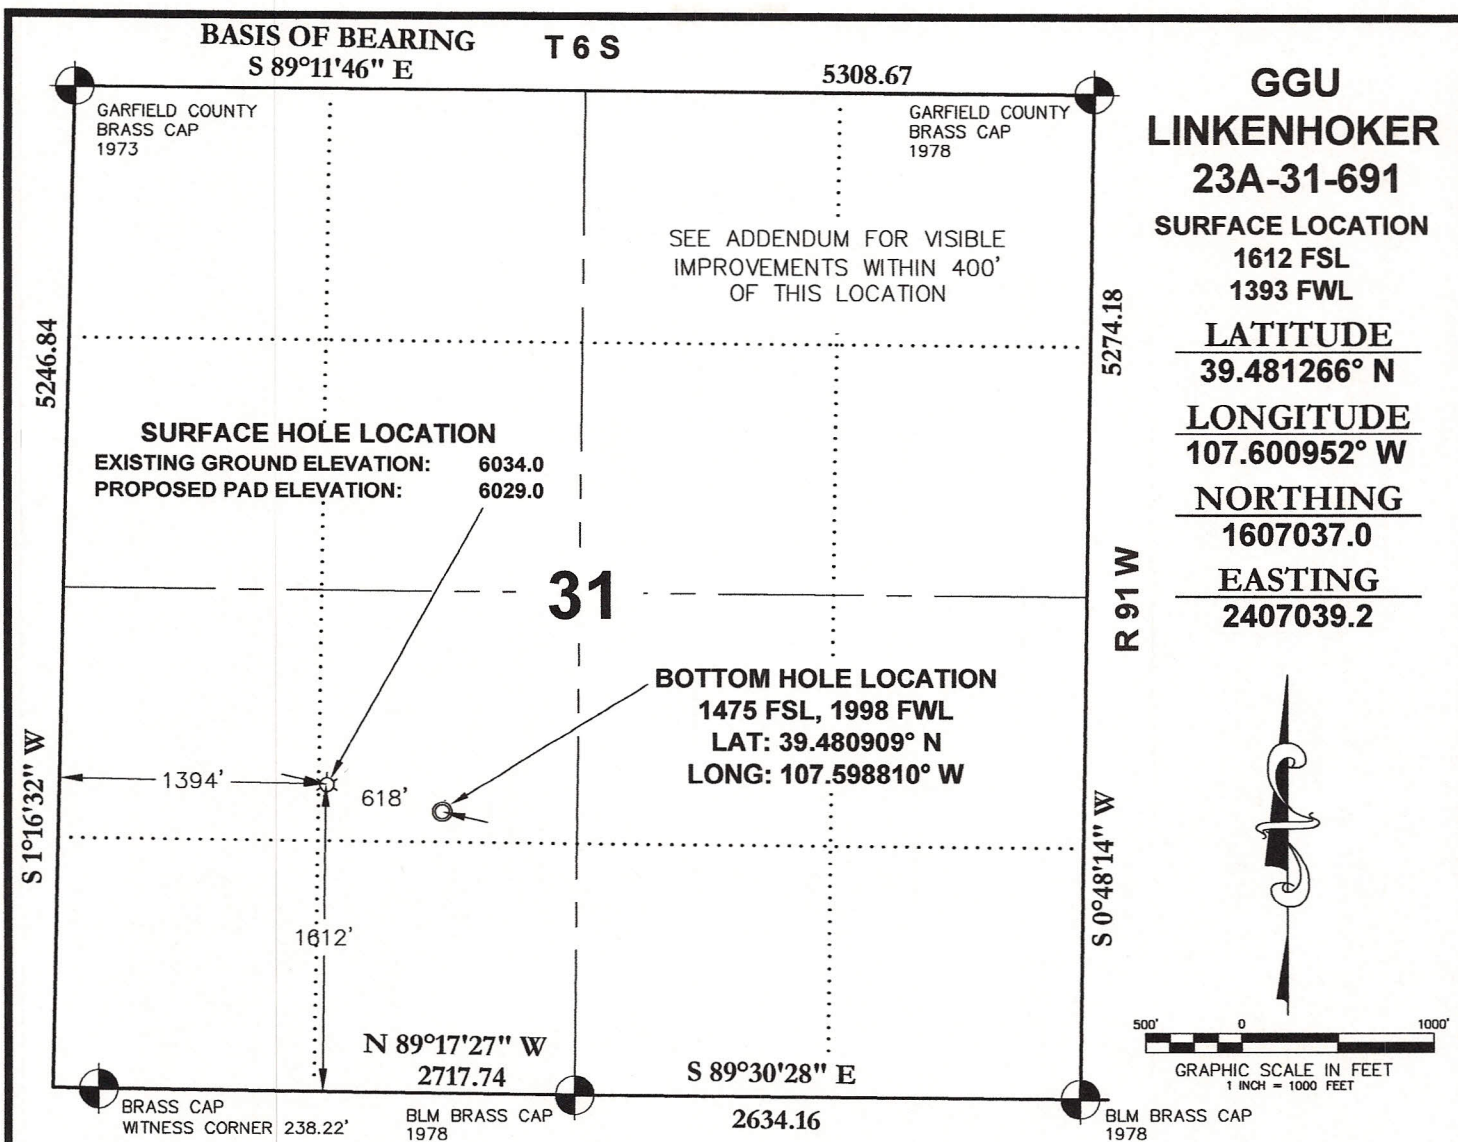 BASIS OF BEARING
S 89°11'46" E
T 6 S
5308.67
GARFIELD COUNTY
BRASS CAP
1973
GARFIELD COUNTY
BRASS CAP
1978
SEE ADDENDUM FOR VISIBLE
IMPROVEMENTS WITHIN 400'
OF THIS LOCATION
5246.84
5274.18
SURFACE HOLE LOCATION
EXISTING GROUND ELEVATION: 6034.0
PROPOSED PAD ELEVATION: 6029.0
31
R 91 W
BOTTOM HOLE LOCATION
1475 FSL, 1998 FWL
LAT: 39.480909° N
LONG: 107.598810° W
S 1°16'32" W
1394'
618'
S 0°48'14" W
1612'
N 89°17'27" W
2717.74
S 89°30'28" E
2634.16
BRASS CAP
WITNESS CORNER 238.22'
BLM BRASS CAP
1978
BLM BRASS CAP
1978
GGU
LINKENHOKER
23A-31-691
SURFACE LOCATION
1612 FSL
1393 FWL
LATITUDE
39.481266° N
LONGITUDE
107.600952° W
NORTHING
1607037.0
EASTING
2407039.2
500' 0 1000'
GRAPHIC SCALE IN FEET
1 INCH = 1000 FEET